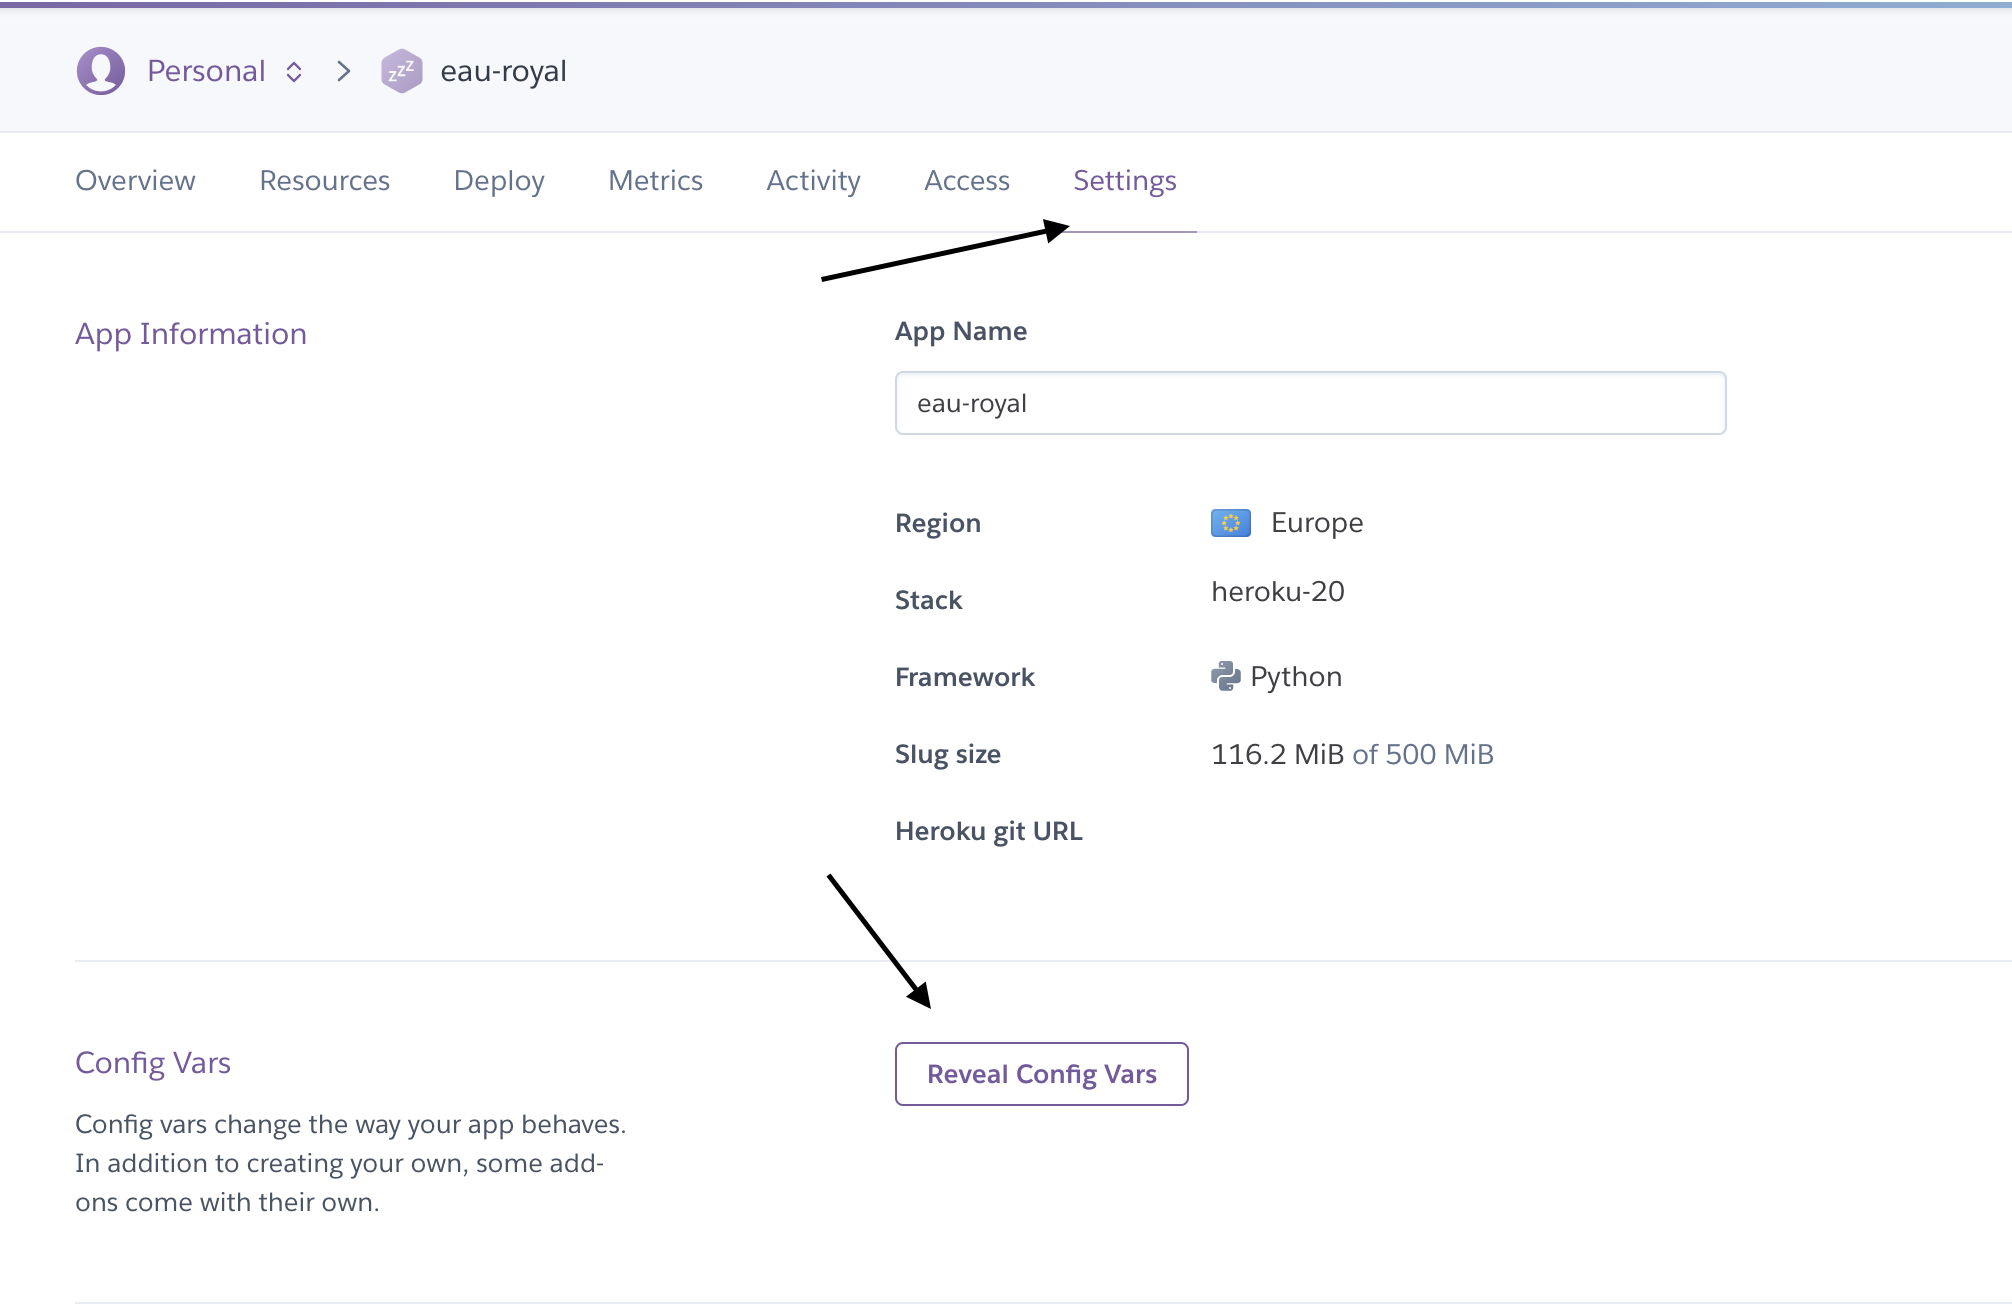 Personal > eau-royal
Overview Resources Deploy Metrics Activity Access Settings
App Information
App Name
eau-royal
Region Europe
Stack heroku-20
Framework Python
Slug size 116.2 MiB of 500 MiB
Heroku git URL
Config Vars
Config vars change the way your app behaves.
In addition to creating your own, some add-
ons come with their own.
Reveal Config Vars